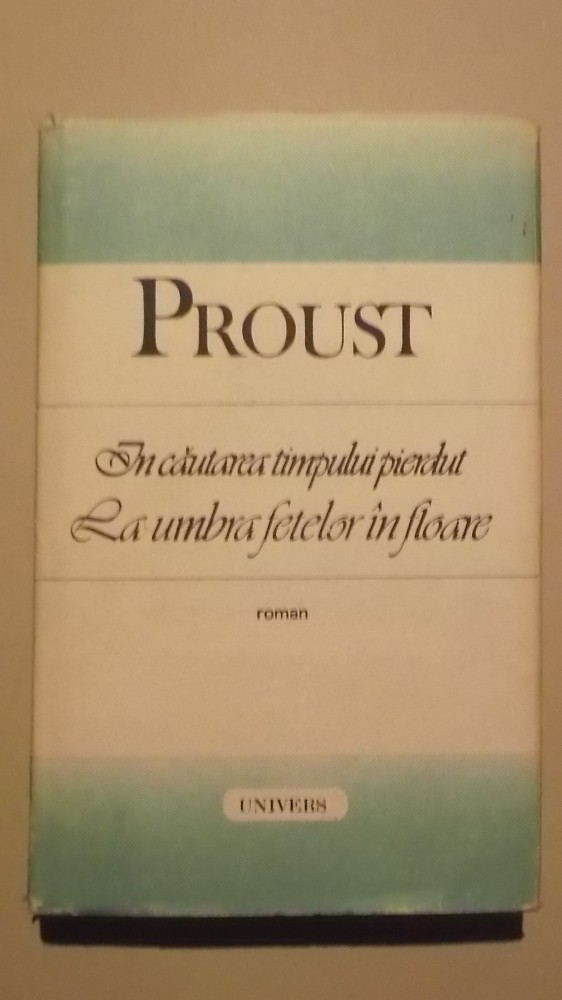 PROUST
In căutarea timpului pierdut
La umbra fetelor în floare
roman
UNIVERS